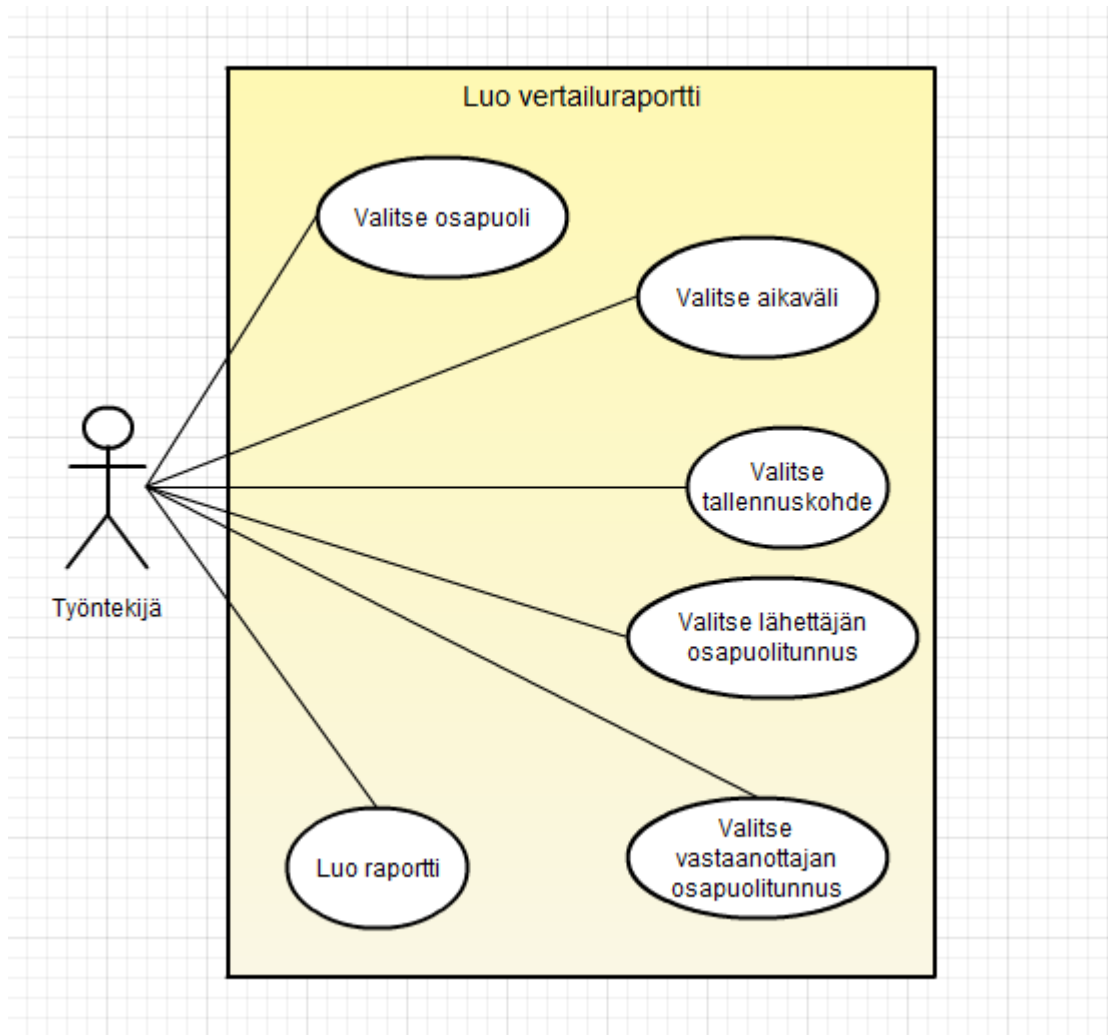 Luo vertailuraportti
Valitse osapuoli
Valitse aikaväli
Valitse
tallennuskohde
Työntekijä
Valitse lähettäjän
osapuolitunnus
Luo raportti
Valitse
vastaanottajan
osapuolitunnus